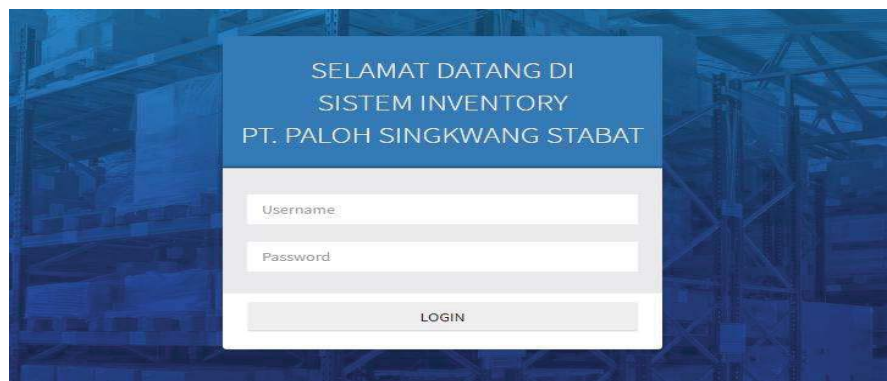 SELAMAT DATANG DI
SISTEM INVENTORY
PT. PALOH SINGKWANG STABAT
Username
Password
LOGIN